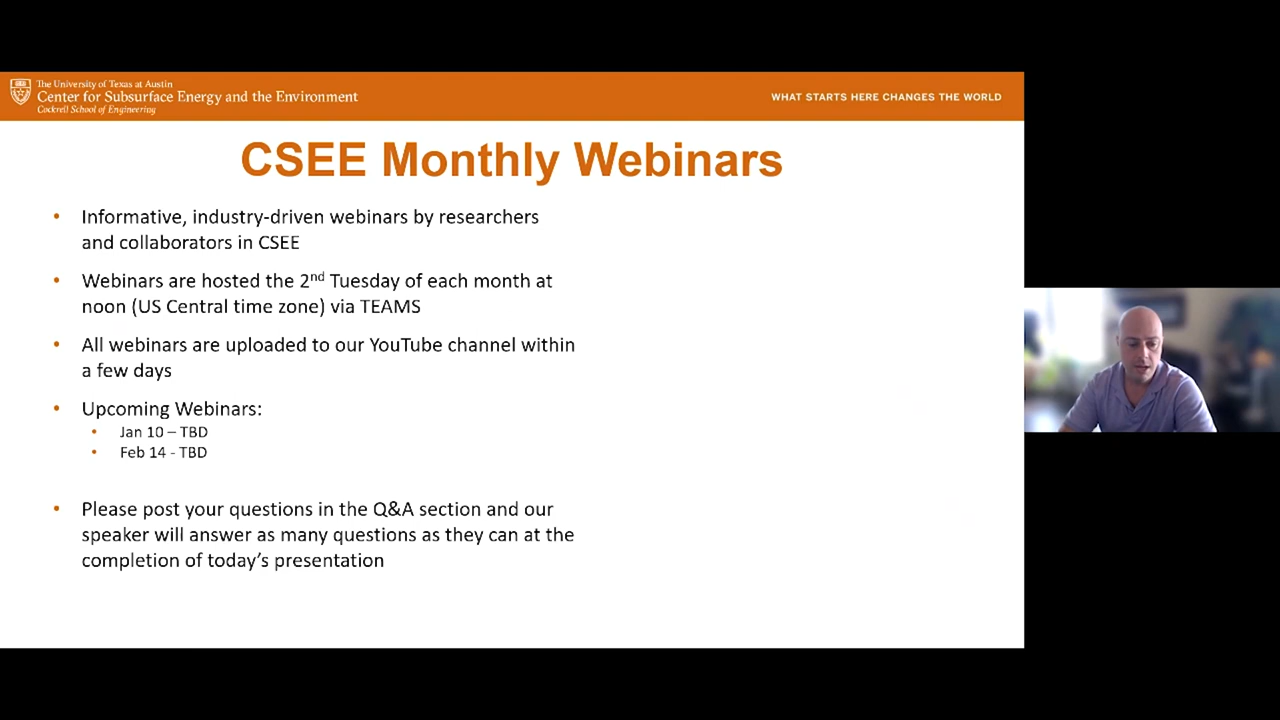 The University of Texas at Austin
Center for Subsurface Energy and the Environment
Cockrell School of Engineering
WHAT STARTS HERE CHANGES THE WORLD
CSEE Monthly Webinars
• Informative, industry-driven webinars by researchers
and collaborators in CSEE
• Webinars are hosted the 2nd Tuesday of each month at
noon (US Central time zone) via TEAMS
• All webinars are uploaded to our YouTube channel within
a few days
• Upcoming Webinars:
• Jan 10 – TBD
• Feb 14 - TBD
• Please post your questions in the Q&A section and our
speaker will answer as many questions as they can at the
completion of today’s presentation